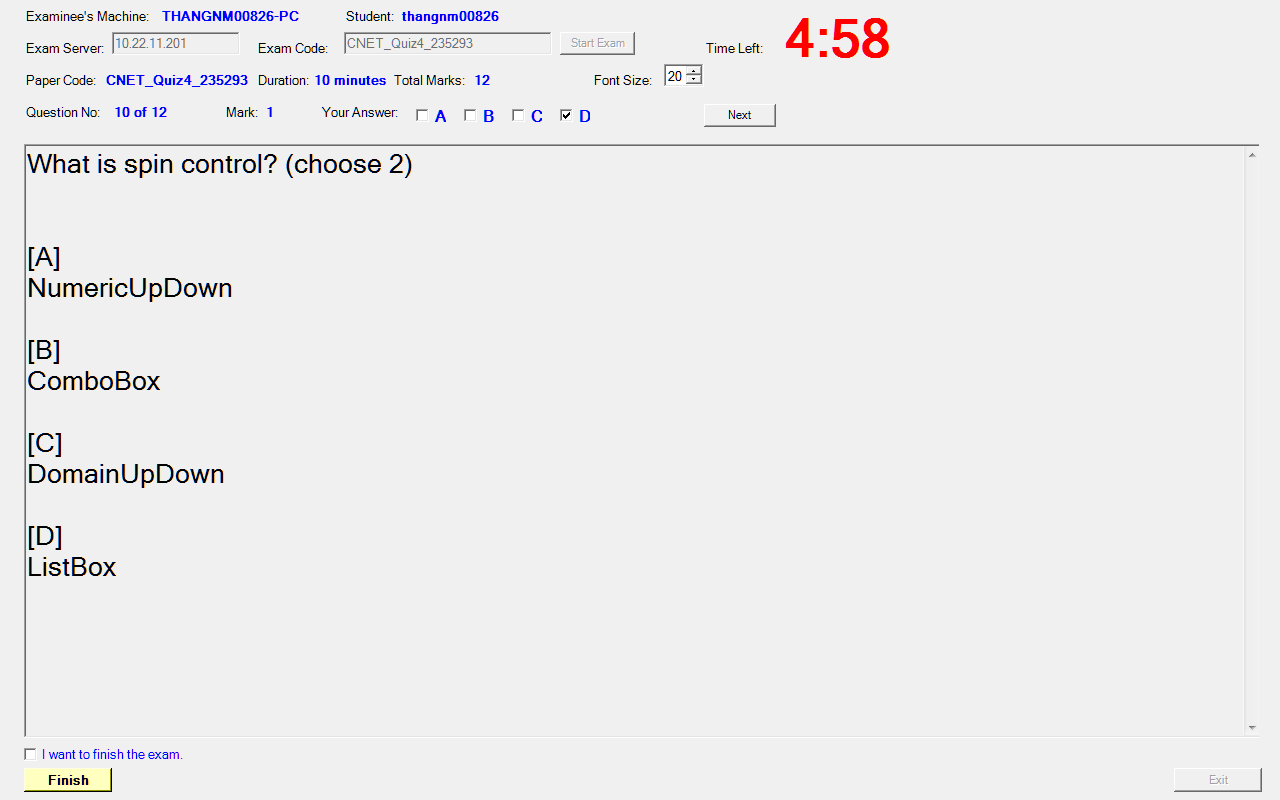 Examinee's Machine: THANGNM00826-PC Student: thangnm00826
Exam Server: 10.22.11.201 Exam Code: CNET_Quiz4_235293 Start Exam Time Left: 4:58
Paper Code: CNET_Quiz4_235293 Duration: 10 minutes Total Marks: 12 Font Size: 20
Question No: 10 of 12 Mark: 1 Your Answer: A B C D Next
What is spin control? (choose 2)
[A]
NumericUpDown
[B]
ComboBox
[C]
DomainUpDown
[D]
ListBox
I want to finish the exam.
Finish Exit